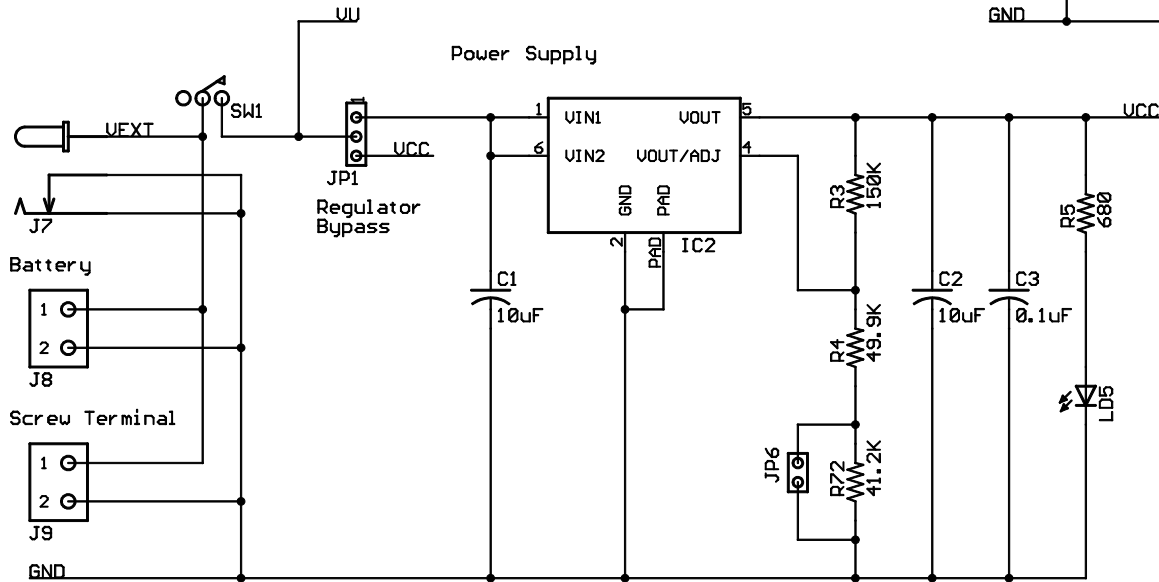 VU
GND
Power Supply
SW1
VEXT
1
JP1
VCC
Regulator
Bypass
1
VIN1
VOUT
5
VCC
6
VIN2
VOUT/ADJ
4
GND
PAD
2
PAD
IC2
R3
150K
R5
680
J7
Battery
1
2
J8
C1
10uF
R4
49.9K
C2
10uF
C3
0.1uF
LD5
Screw Terminal
1
2
J9
JP6
R72
41.2K
GND